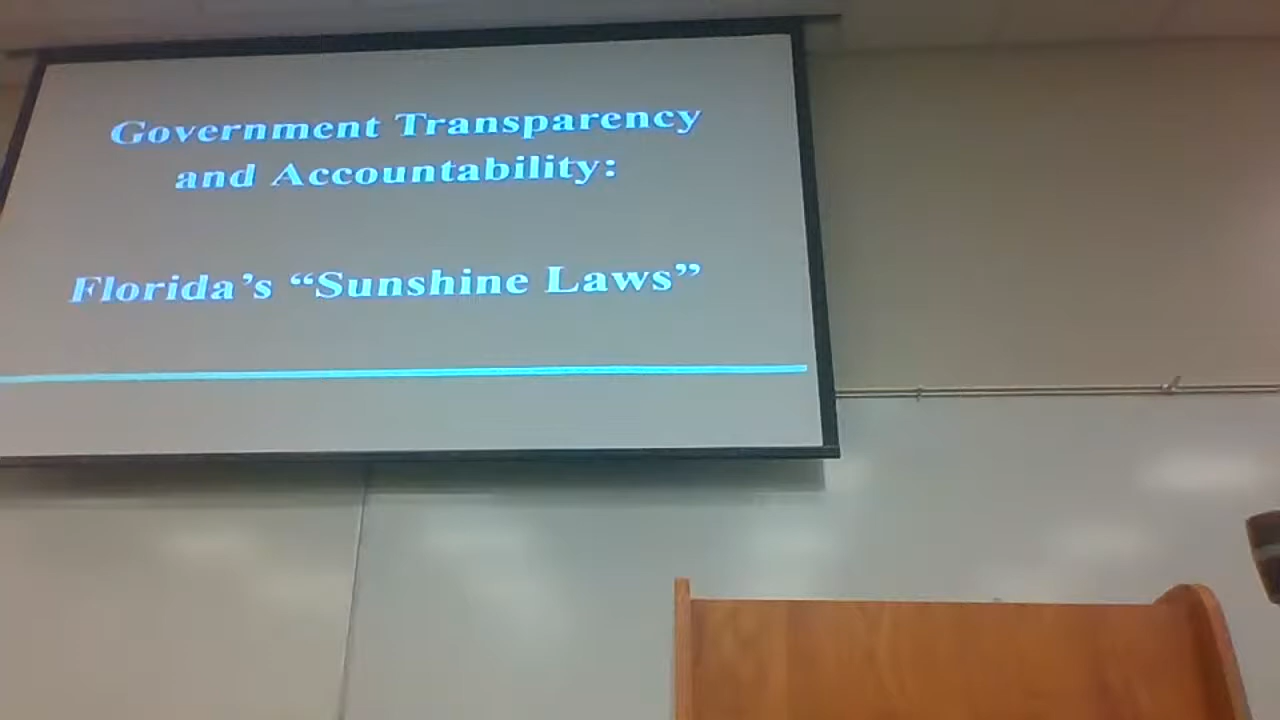 Government Transparency
and Accountability:
Florida’s “Sunshine Laws”